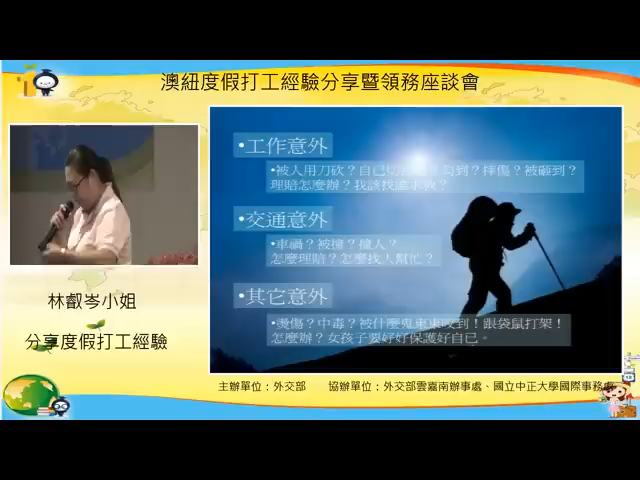 澳紐度假打工經驗分享暨領務座談會
•工作意外
•被人用刀砍？自己切 到？摔傷？被砸到？
理賠怎麼辦？我該找誰求救？
•交通意外
•車禍？被撞？撞人？
怎麼理賠？怎麼找人幫忙？
•其它意外
•燙傷？中毒？被什麼鬼東東咬到！跟袋鼠打架！
怎麼辦？女孩子要好好保護好自己。
林叡岑小姐
分享度假打工經驗
主辦單位：外交部 協辦單位：外交部雲嘉南辦事處、國立中正大學國際事務處